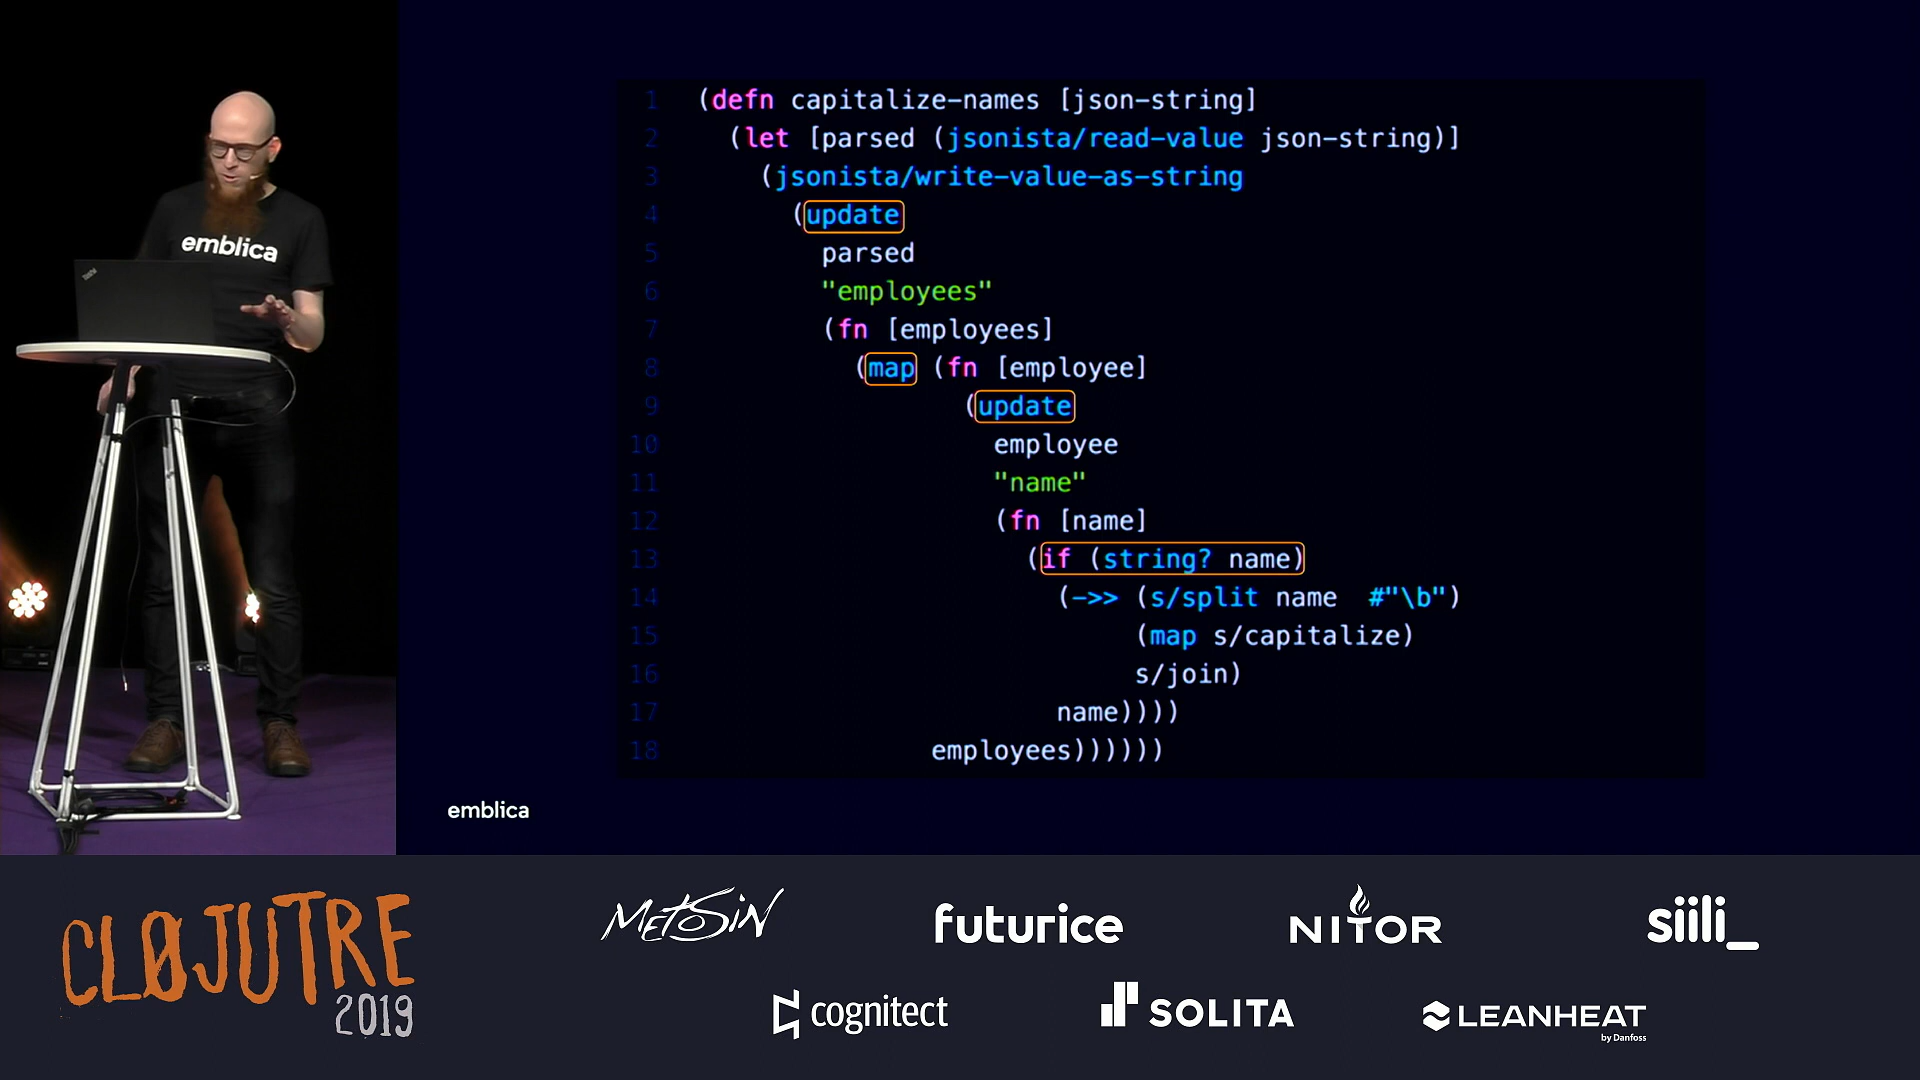 emblica
1 (defn capitalize-names [json-string]
2 (let [parsed (jsonista/read-value json-string)]
3 (jsonista/write-value-as-string
4 (update
5 parsed
6 "employees"
7 (fn [employees]
8 (map (fn [employee]
9 (update
10 employee
11 "name"
12 (fn [name]
13 (if (string? name)
14 (->> (s/split name #"\b")
15 (map s/capitalize)
16 s/join)
17 name))))
18 employees))))))
emblica
CLØJUTRE
2019
METOSIN
futurice
NITOR
siili_
cognitect
SOLITA
LEANHEAT
by Danfoss